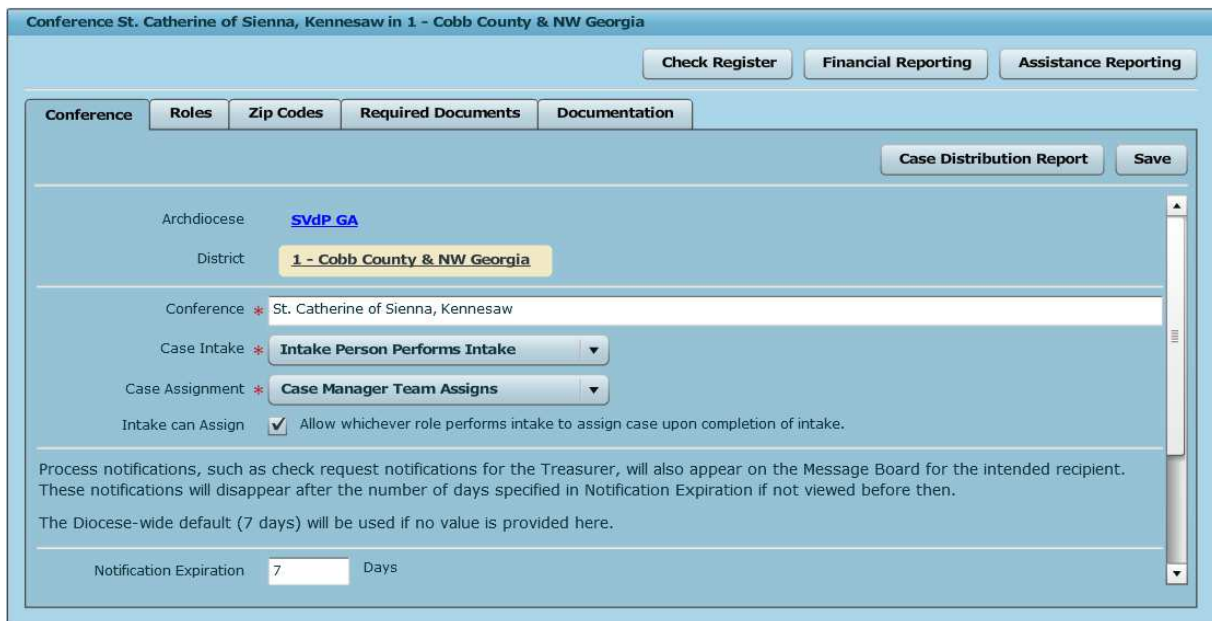 Conference St. Catherine of Sienna, Kennesaw in 1 - Cobb County & NW Georgia
Check Register Financial Reporting Assistance Reporting
Conference Roles Zip Codes Required Documents Documentation
Case Distribution Report Save
Archdiocese SVdP GA
District 1 - Cobb County & NW Georgia
Conference * St. Catherine of Sienna, Kennesaw
Case Intake * Intake Person Performs Intake
Case Assignment * Case Manager Team Assigns
Intake can Assign Allow whichever role performs intake to assign case upon completion of intake.
Process notifications, such as check request notifications for the Treasurer, will also appear on the Message Board for the intended recipient.
These notifications will disappear after the number of days specified in Notification Expiration if not viewed before then.
The Diocese-wide default (7 days) will be used if no value is provided here.
Notification Expiration 7 Days